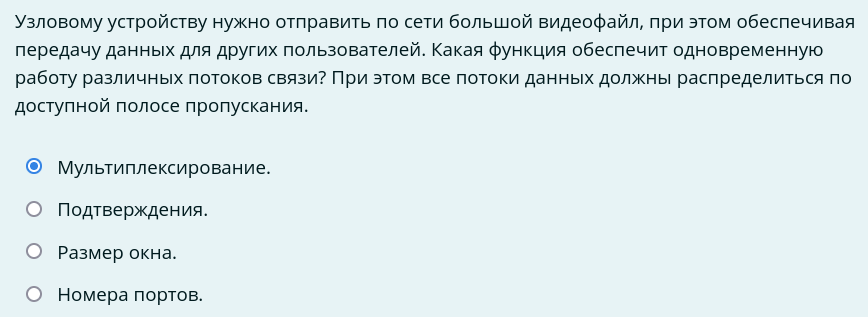 Узловому устройству нужно отправить по сети большой видеофайл, при этом обеспечивая
передачу данных для других пользователей. Какая функция обеспечит одновременную
работу различных потоков связи? При этом все потоки данных должны распределиться по
доступной полосе пропускания.
Мультиплексирование.
Подтверждения.
Размер окна.
Номера портов.